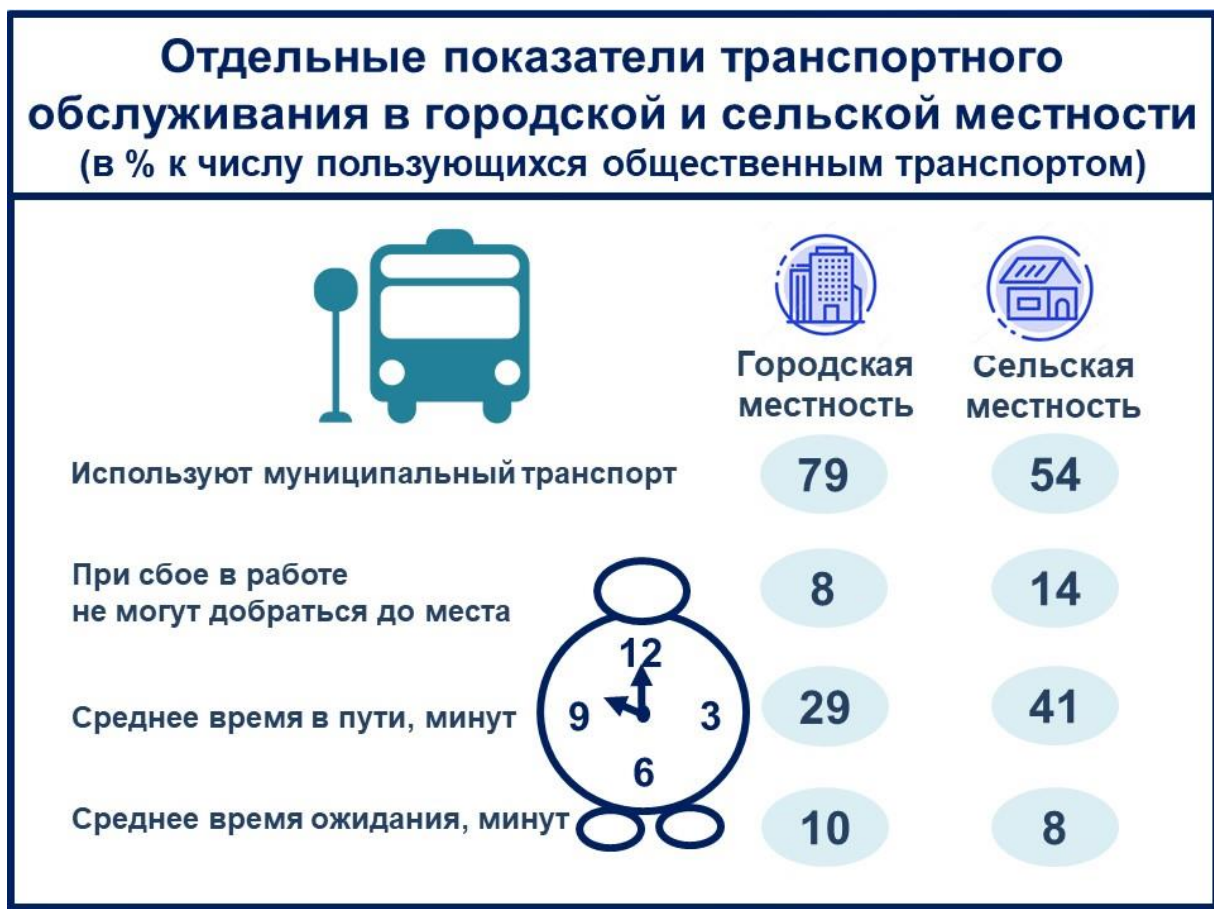 Отдельные показатели транспортного
обслуживания в городской и сельской местности
(в % к числу пользующихся общественным транспортом)
Городская
местность
Сельская
местность
Используют муниципальный транспорт
79
54
При сбое в работе
не могут добраться до места
8
14
12
9
3
6
Среднее время в пути, минут
29
41
Среднее время ожидания, минут
10
8